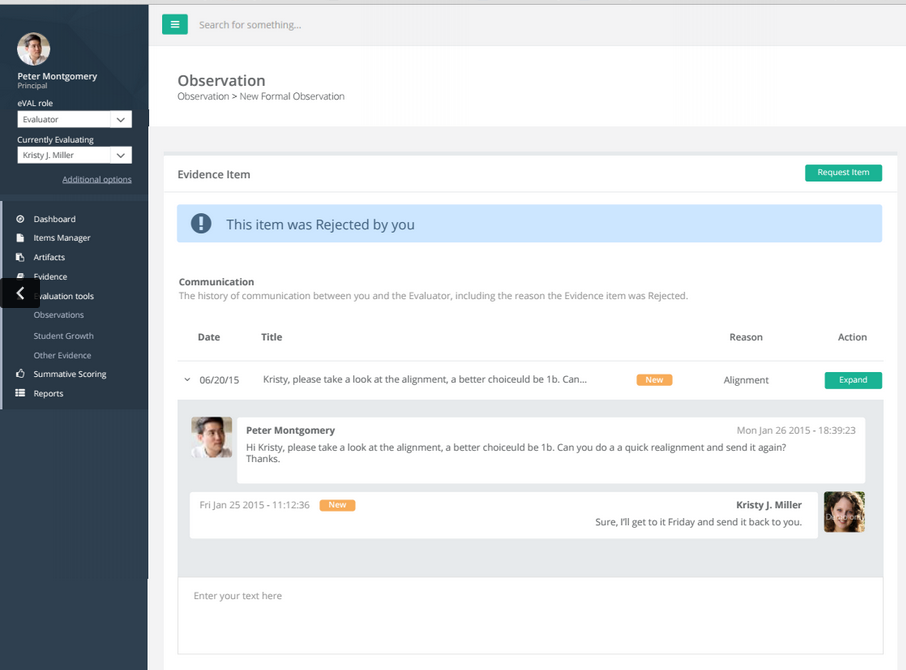 Search for something...
Peter Montgomery
Principal
eVAL role
Evaluator
Currently Evaluating
Kristy J. Miller
Additional options
Dashboard
Items Manager
Artifacts
Evidence
valuation tools
Observations
Student Growth
Other Evidence
Summative Scoring
Reports
Observation
Observation > New Formal Observation
Evidence Item
Request Item
This item was Rejected by you
Communication
The history of communication between you and the Evaluator, including the reason the Evidence item was Rejected.
Date Title Reason Action
06/20/15 Kristy, please take a look at the alignment, a better choiceuld be 1b. Can... New Alignment Expand
Peter Montgomery Mon Jan 26 2015 - 18:39:23
Hi Kristy, please take a look at the alignment, a better choiceuld be 1b. Can you do a a quick realignment and send it again?
Thanks.
Fri Jan 25 2015 - 11:12:36 New Kristy J. Miller
Sure, I'll get to it Friday and send it back to you.
Enter your text here